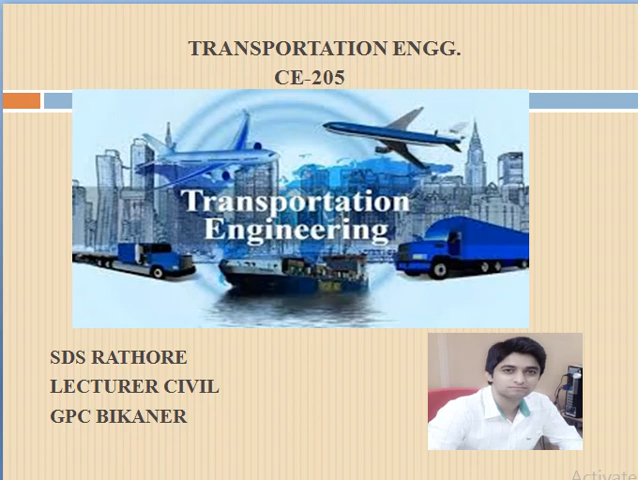 TRANSPORTATION ENGG.
CE-205
Transportation
Engineering
SDS RATHORE
LECTURER CIVIL
GPC BIKANER
Activate